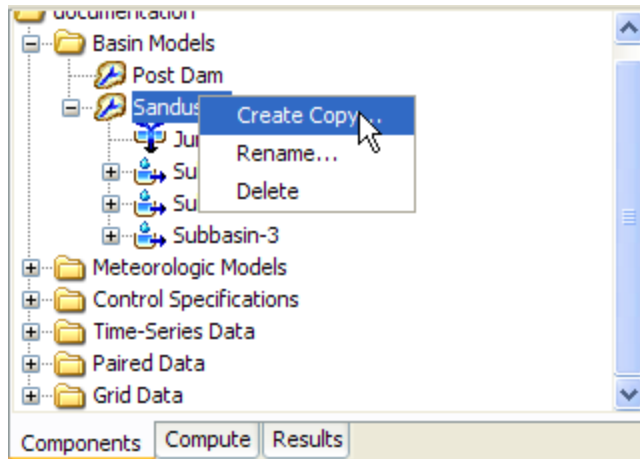 documentation
Basin Models
Post Dam
Create Copy...
Rename...
Delete
Subbasin-3
Meteorologic Models
Control Specifications
Time-Series Data
Paired Data
Grid Data
Components Compute Results